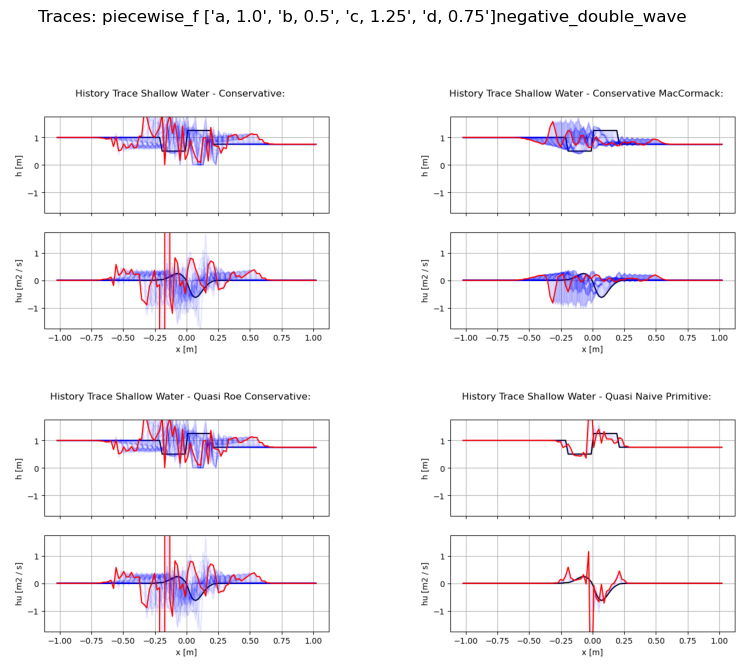 Traces: piecewise_f ['a, 1.0', 'b, 0.5', 'c, 1.25', 'd, 0.75']negative_double_wave
History Trace Shallow Water - Conservative:
History Trace Shallow Water - Conservative MacCormack:
h [m]
1
0
−1
h [m]
1
0
−1
hu [m2 / s]
1
0
−1
−1.00 −0.75 −0.50 −0.25 0.00 0.25 0.50 0.75 1.00
x [m]
hu [m2 / s]
1
0
−1
−1.00 −0.75 −0.50 −0.25 0.00 0.25 0.50 0.75 1.00
x [m]
History Trace Shallow Water - Quasi Roe Conservative:
History Trace Shallow Water - Quasi Naive Primitive:
h [m]
1
0
−1
h [m]
1
0
−1
hu [m2 / s]
1
0
−1
−1.00 −0.75 −0.50 −0.25 0.00 0.25 0.50 0.75 1.00
x [m]
hu [m2 / s]
1
0
−1
−1.00 −0.75 −0.50 −0.25 0.00 0.25 0.50 0.75 1.00
x [m]